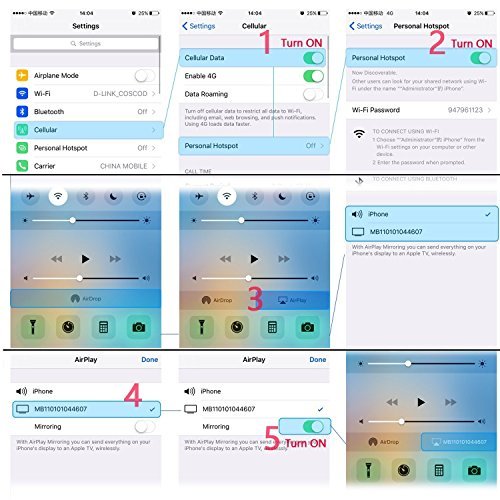 中国移动
14:04
25%
Settings
Settings
Airplane Mode
Wi-Fi
D-LINK_COSCOD
Bluetooth
Off
Cellular
Personal Hotspot
Off
Carrier
CHINA MOBILE
中国移动
14:04
25%
Settings
Cellular
1 Turn ON
Cellular Data
Enable 4G
Data Roaming
Turn off cellular data to restrict all data to Wi-Fi,
including email, web browsing, and push notifications.
Using 4G loads data faster.
Personal Hotspot
Off
CALL TIME
中国移动 4G
14:04
25%
Settings
Personal Hotspot
2 Turn ON
Personal Hotspot
Now Discoverable.
Other users can look for your shared network using Wi-
Fi under the name ""Administrator"的 iPhone".
Wi-Fi Password
947961123
TO CONNECT USING WI-FI
1 Choose ""Administrator"的 iPhone" from the Wi-Fi
settings on your computer or other
device.
2 Enter the password when prompted.
TO CONNECT USING BLUETOOTH
AirDrop
3
AirDrop
AirPlay
iPhone
MB110101044607
With AirPlay Mirroring you can send everything on your
iPhone's display to an Apple TV, wirelessly.
AirPlay
Done
iPhone
4
MB110101044607
Mirroring
With AirPlay Mirroring you can send everything on your
iPhone's display to an Apple TV, wirelessly.
AirPlay
Done
iPhone
MB110101044607
Mirroring
5 Turn ON
With AirPlay Mirroring you can send everything on your
iPhone's display to an Apple TV, wirelessly.
AirDrop
MB110101044607